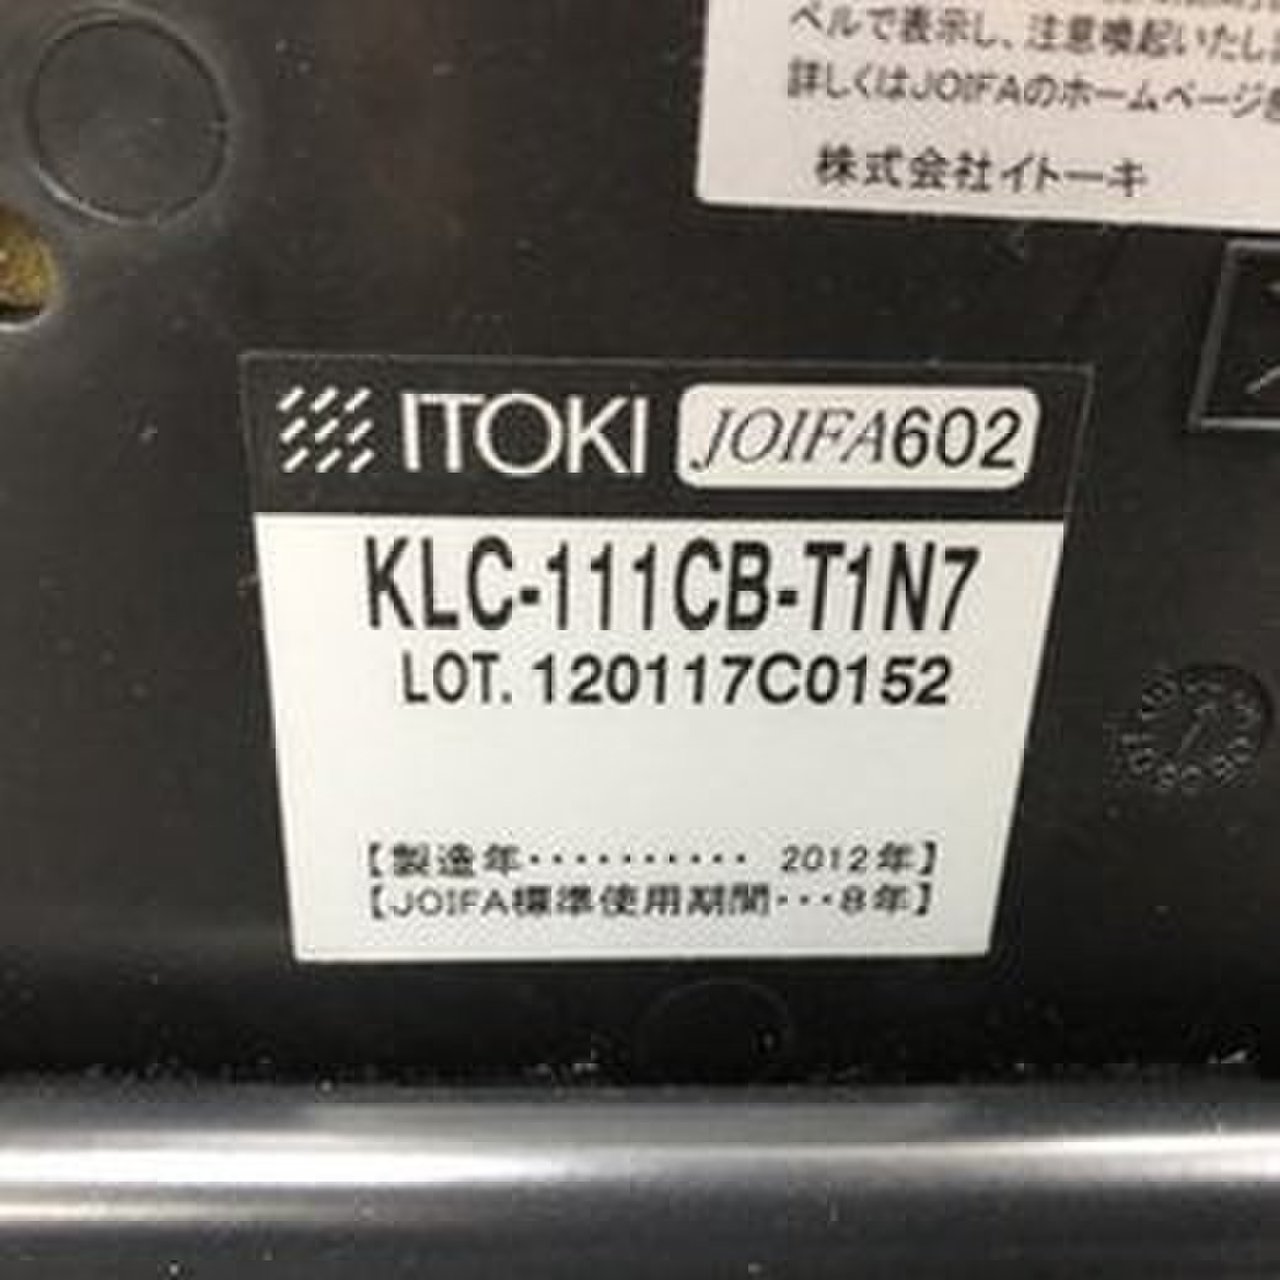 ベルで表示し、注意喚起いたし
詳しくはJOIFAのホームページ
株式会社イトーキ
ITOKI JOIFA602
KLC-111CB-T1N7
LOT. 120117C0152
【製造年・・・・・・・・・・ 2012年】
【JOIFA標準使用期間・・・8年】